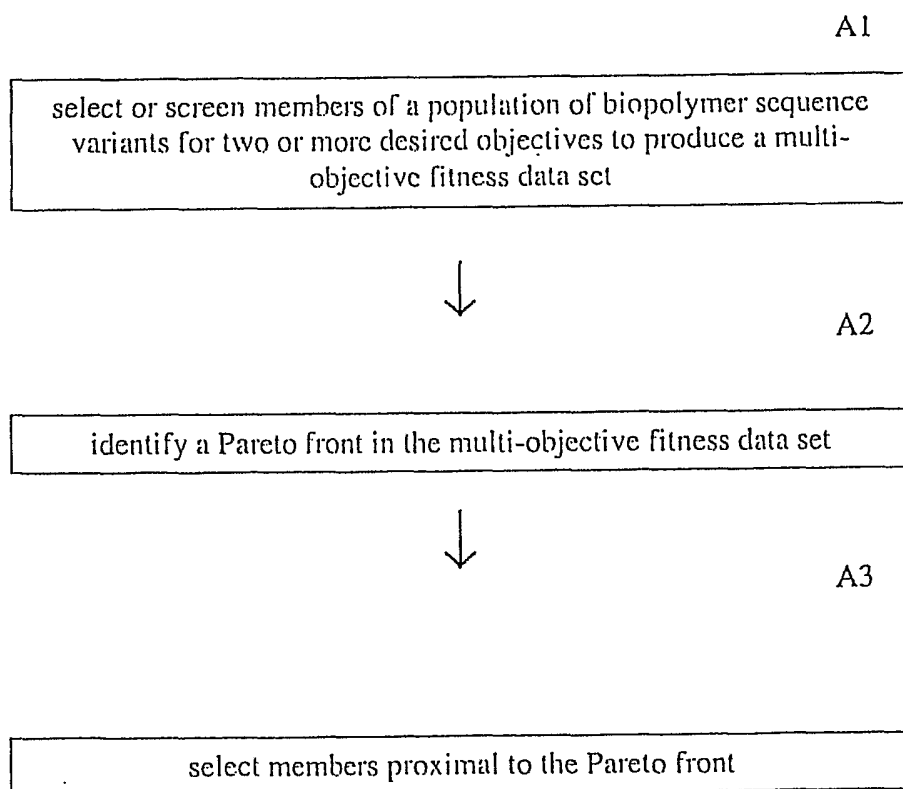 A1
select or screen members of a population of biopolymer sequence
variants for two or more desired objectives to produce a multi-
objective fitness data set
A2
identify a Pareto front in the multi-objective fitness data set
A3
select members proximal to the Pareto front